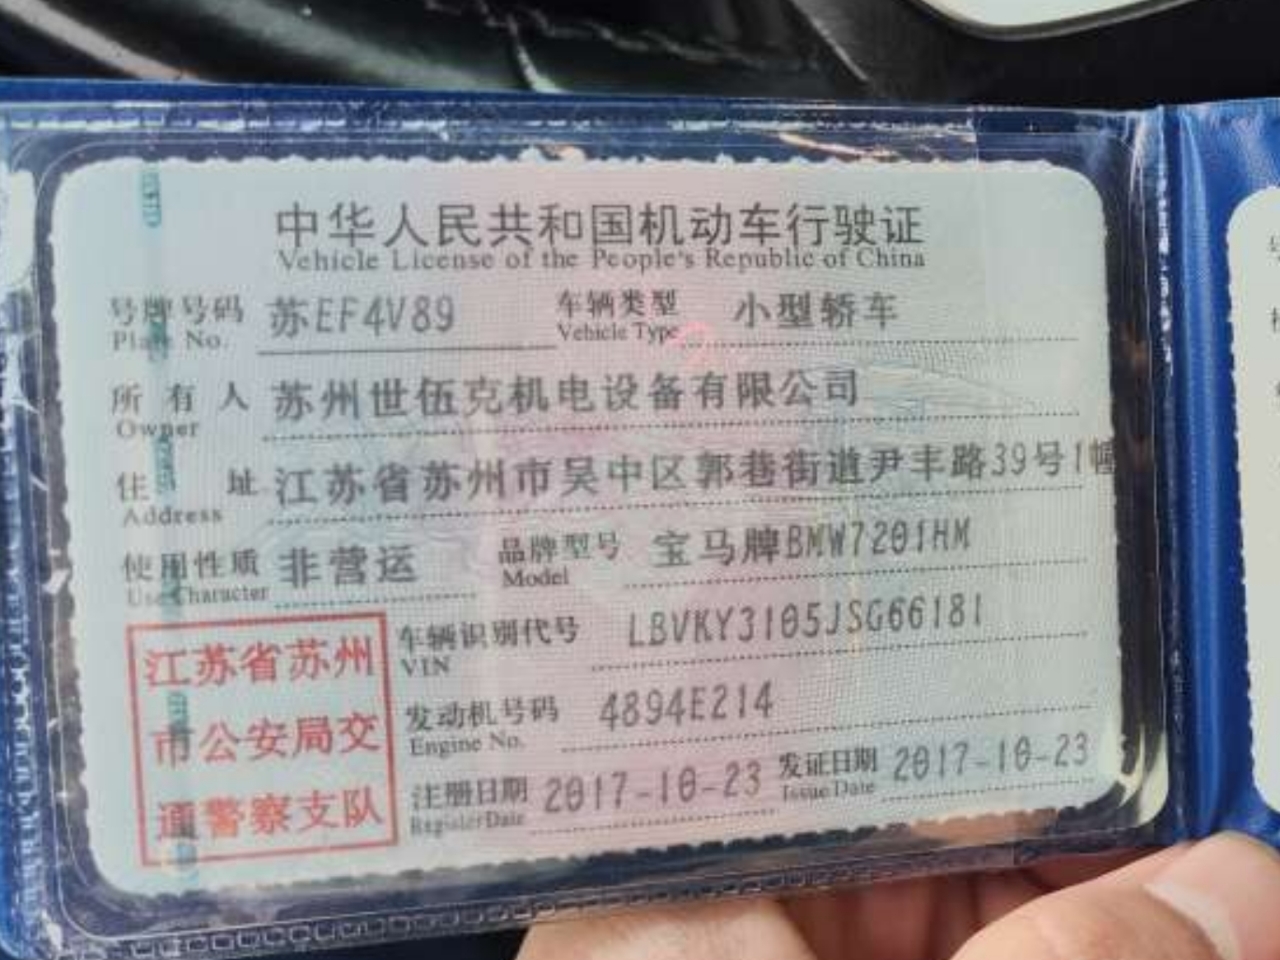 中华人民共和国机动车行驶证
Vehicle License of the People's Republic of China
号牌号码 苏EF4V89 车辆类型 小型轿车
Plate No. Vehicle Type
所有人 苏州世伍克机电设备有限公司
Owner
住址 江苏省苏州市吴中区郭巷街道尹丰路39号1幢
Address
使用性质 非营运 品牌型号 宝马牌BMW7201HM
Use Character Model
车辆识别代号 LBVKY3105JSG66181
VIN
发动机号码 4894E214
Engine No.
注册日期 2017-10-23 发证日期 2017-10-23
Register Date Issue Date
江苏省苏州
市公安局交
通警察支队